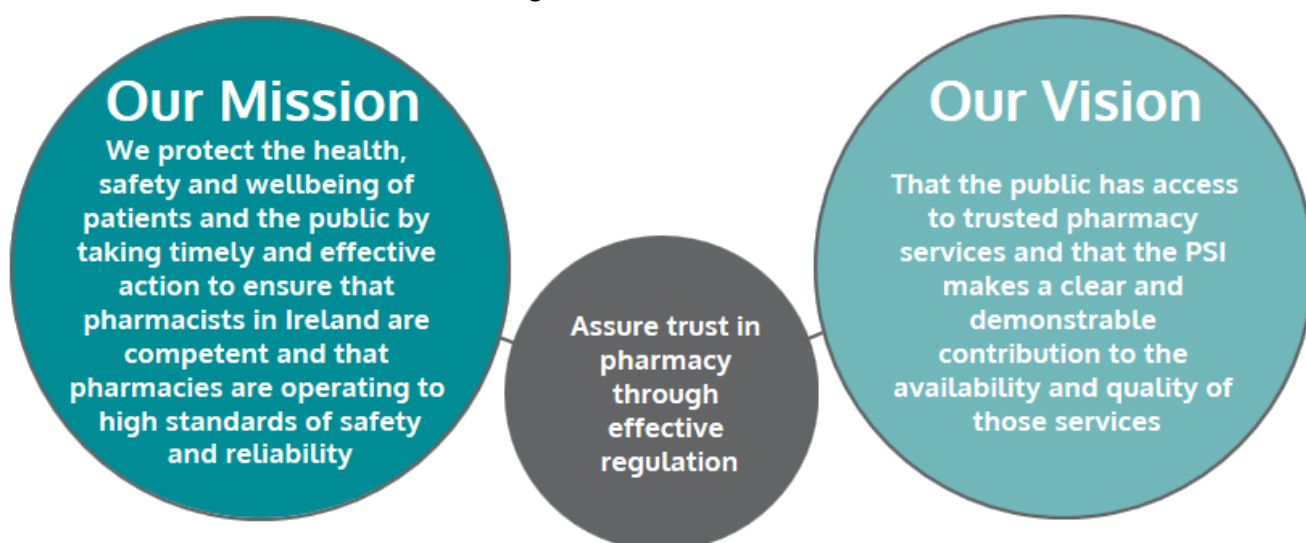 g
Our Mission
We protect the health,
safety and wellbeing of
patients and the public by
taking timely and effective
action to ensure that
pharmacists in Ireland are
competent and that
pharmacies are operating to
high standards of safety
and reliability
Assure trust in
pharmacy
through
effective
regulation
Our Vision
That the public has access
to trusted pharmacy
services and that the PSI
makes a clear and
demonstrable
contribution to the
availability and quality of
those services